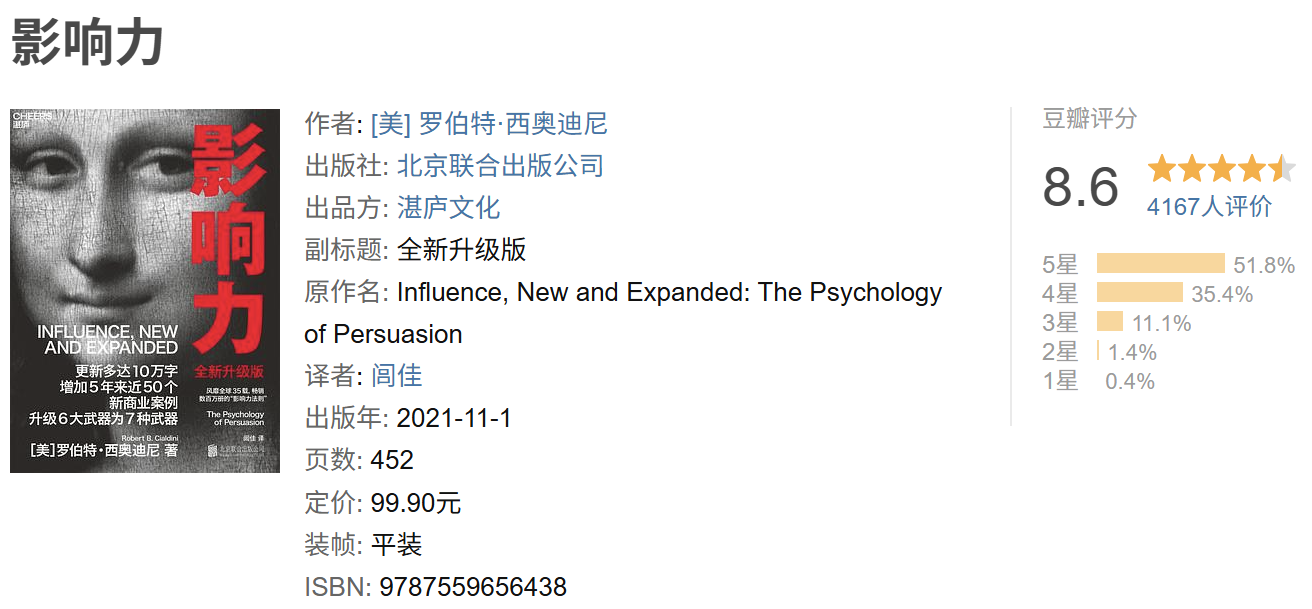 影响力
CHEERS
湛庐
影响力
INFLUENCE, NEW
AND EXPANDED
更新多达10万字
增加5年来近50个
新商业案例
升级6大武器为7种武器
Robert B. Cialdini
[美]罗伯特·西奥迪尼 著
全新升级版
风靡全球35载，畅销
数百万册的“影响力法则”
The Psychology
of Persuasion
闾佳 译
北京联合出版公司
作者: [美] 罗伯特·西奥迪尼
出版社: 北京联合出版公司
出品方: 湛庐文化
副标题: 全新升级版
原作名: Influence, New and Expanded: The Psychology
of Persuasion
译者: 闾佳
出版年: 2021-11-1
页数: 452
定价: 99.90元
装帧: 平装
ISBN: 9787559656438
豆瓣评分
8.6
4167人评价
5星 51.8%
4星 35.4%
3星 11.1%
2星 1.4%
1星 0.4%